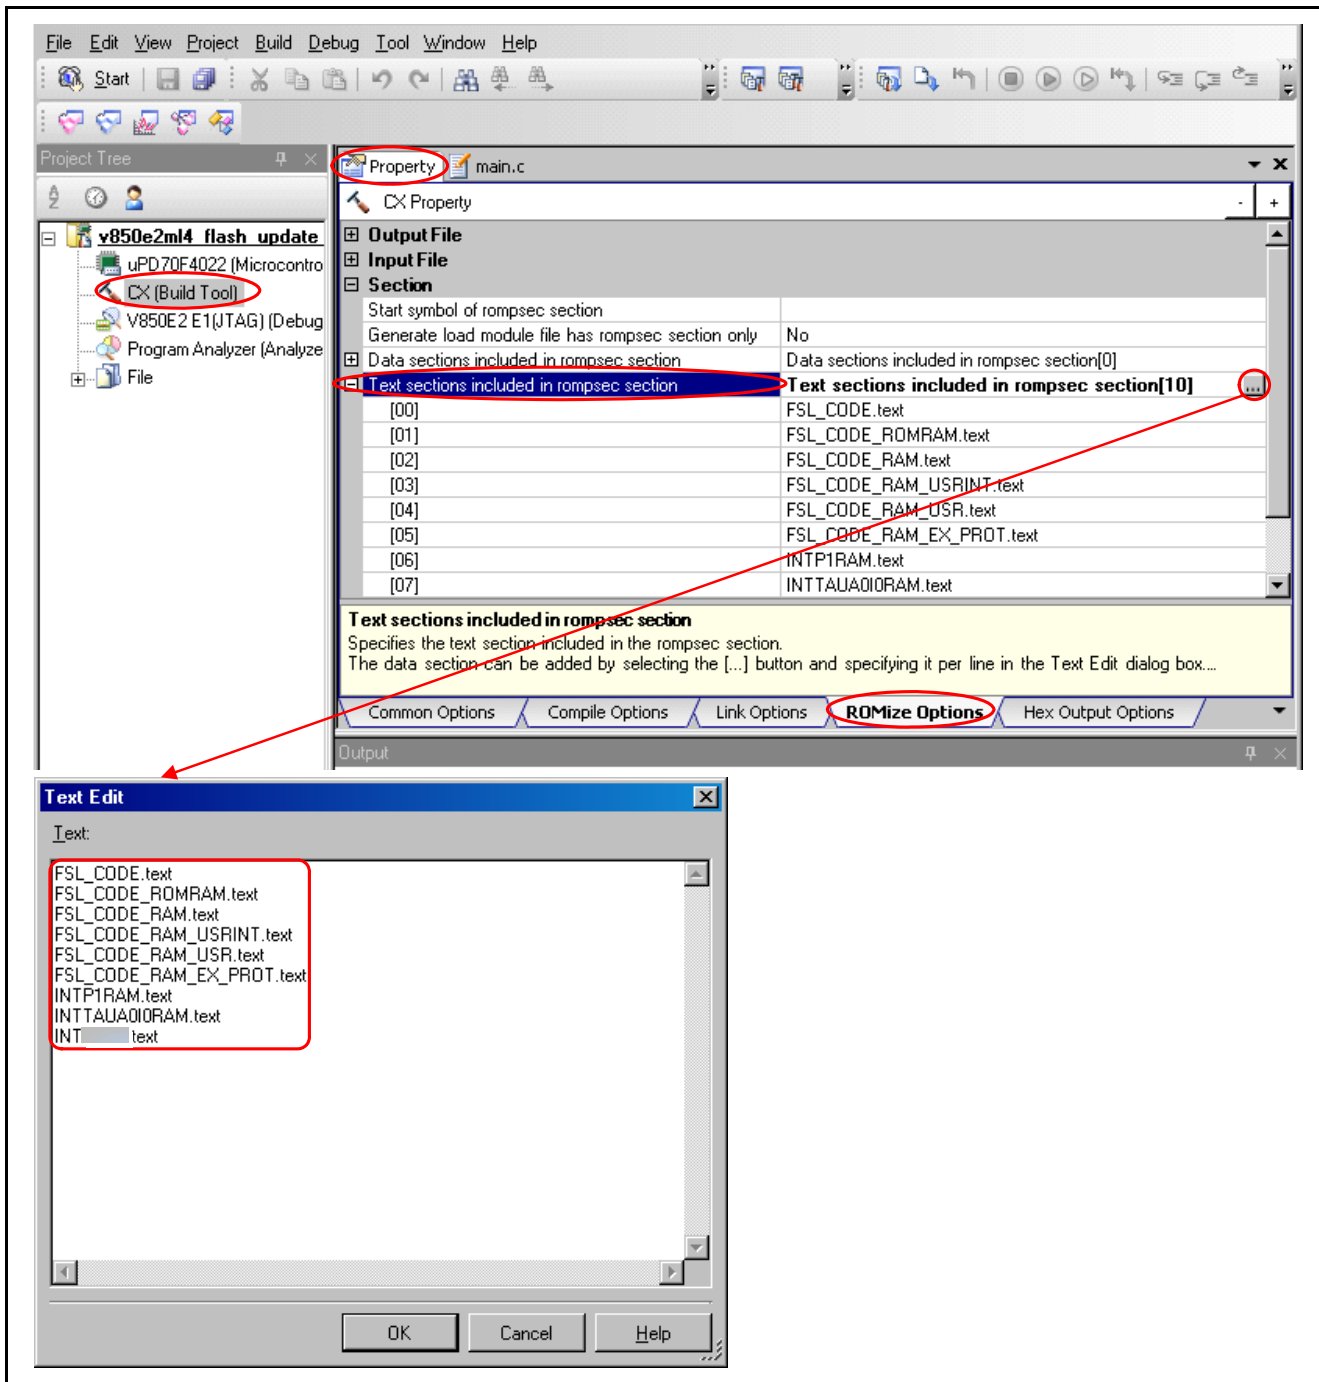 File Edit View Project Build Debug Tool Window Help
Start
Project Tree
Property main.c
CX Property - +
v850e2ml4_flash_update
uPD70F4022 (Microcontro
CX (Build Tool)
V850E2 E1(JTAG) (Debug
Program Analyzer (Analyze
File
Output File
Input File
Section
Start symbol of rompsec section
Generate load module file has rompsec section only No
Data sections included in rompsec section Data sections included in rompsec section[0]
Text sections included in rompsec section Text sections included in rompsec section[10] ...
[00] FSL_CODE.text
[01] FSL_CODE_ROMRAM.text
[02] FSL_CODE_RAM.text
[03] FSL_CODE_RAM_USRINT.text
[04] FSL_CODE_RAM_USR.text
[05] FSL_CODE_RAM_EX_PROT.text
[06] INTP1RAM.text
[07] INTTAUA0I0RAM.text
Text sections included in rompsec section
Specifies the text section included in the rompsec section.
The data section can be added by selecting the [...] button and specifying it per line in the Text Edit dialog box....
Common Options Compile Options Link Options ROMize Options Hex Output Options
Output
Text Edit
Text:
FSL_CODE.text
FSL_CODE_ROMRAM.text
FSL_CODE_RAM.text
FSL_CODE_RAM_USRINT.text
FSL_CODE_RAM_USR.text
FSL_CODE_RAM_EX_PROT.text
INTP1RAM.text
INTTAUA0I0RAM.text
INT text
OK Cancel Help